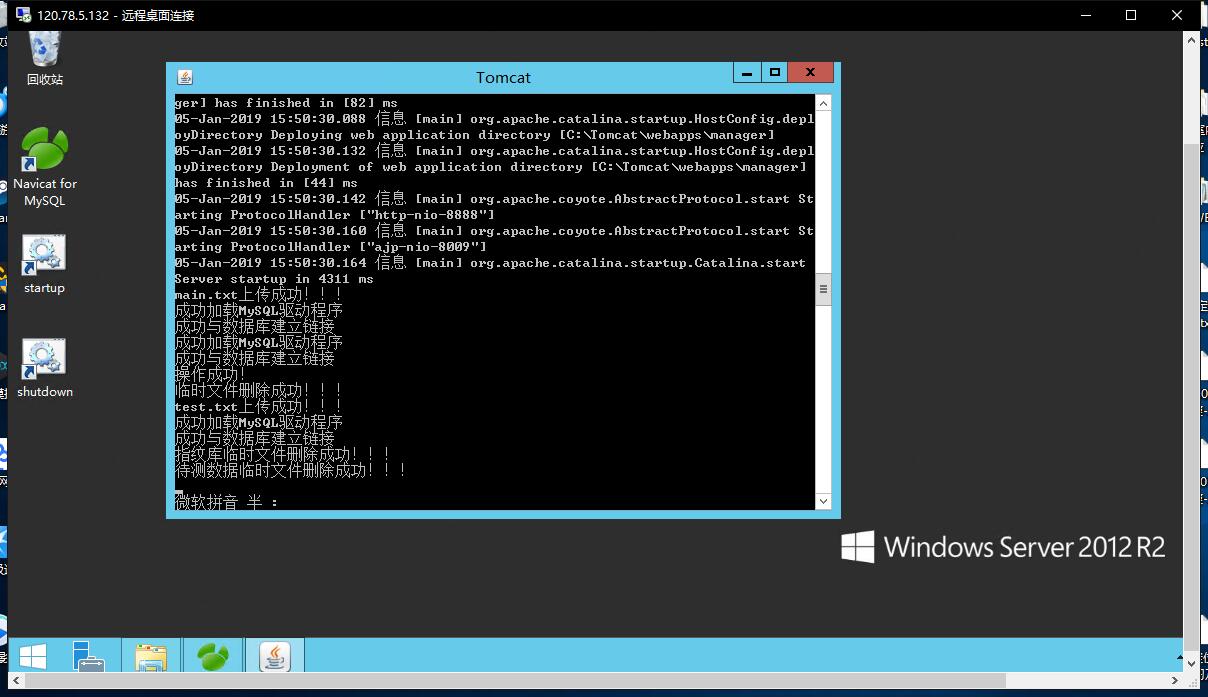 120.78.5.132 - 远程桌面连接
回收站
Navicat for
MySQL
startup
shutdown
Tomcat
ger] has finished in [82] ms
05-Jan-2019 15:50:30.088 信息 [main] org.apache.catalina.startup.HostConfig.depl
oyDirectory Deploying web application directory [C:\Tomcat\webapps\manager]
05-Jan-2019 15:50:30.132 信息 [main] org.apache.catalina.startup.HostConfig.depl
oyDirectory Deployment of web application directory [C:\Tomcat\webapps\manager]
has finished in [44] ms
05-Jan-2019 15:50:30.142 信息 [main] org.apache.coyote.AbstractProtocol.start St
arting ProtocolHandler ["http-nio-8888"]
05-Jan-2019 15:50:30.160 信息 [main] org.apache.coyote.AbstractProtocol.start St
arting ProtocolHandler ["ajp-nio-8009"]
05-Jan-2019 15:50:30.164 信息 [main] org.apache.catalina.startup.Catalina.start
Server startup in 4311 ms
main.txt上传成功！！！
成功加载MySQL驱动程序
成功与数据库建立链接
成功加载MySQL驱动程序
成功与数据库建立链接
操作成功!
临时文件删除成功！！！
test.txt上传成功！！！
成功加载MySQL驱动程序
成功与数据库建立链接
指纹库临时文件删除成功！！！
待测数据临时文件删除成功！！！
微软拼音 半 :
Windows Server 2012 R2